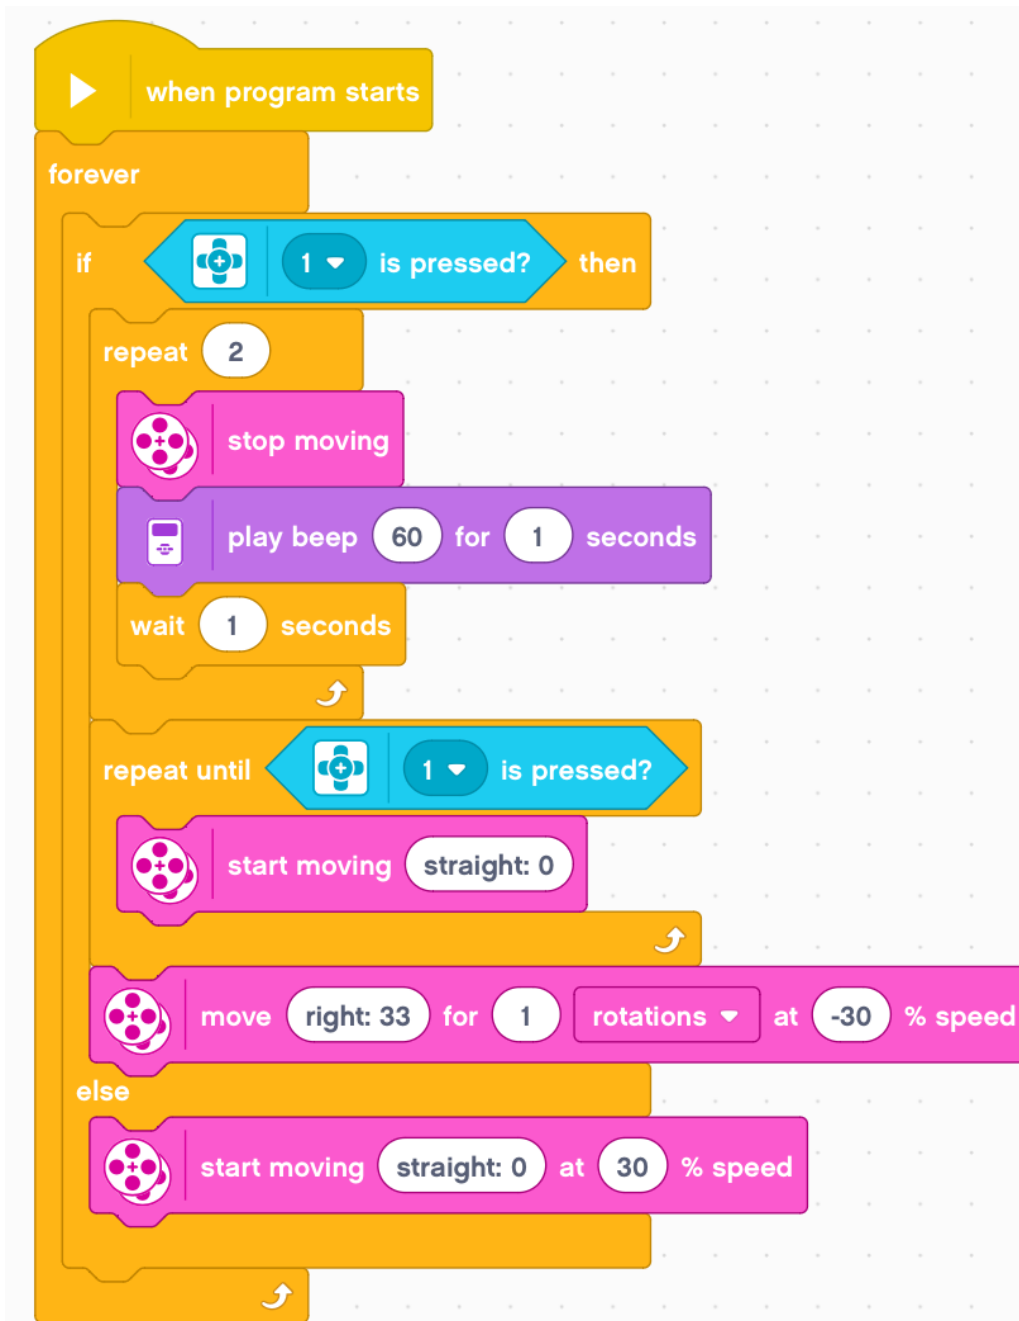 when program starts
forever
if 1 is pressed? then
repeat 2
stop moving
play beep 60 for 1 seconds
wait 1 seconds
repeat until 1 is pressed?
start moving straight: 0
move right: 33 for 1 rotations at -30 % speed
else
start moving straight: 0 at 30 % speed